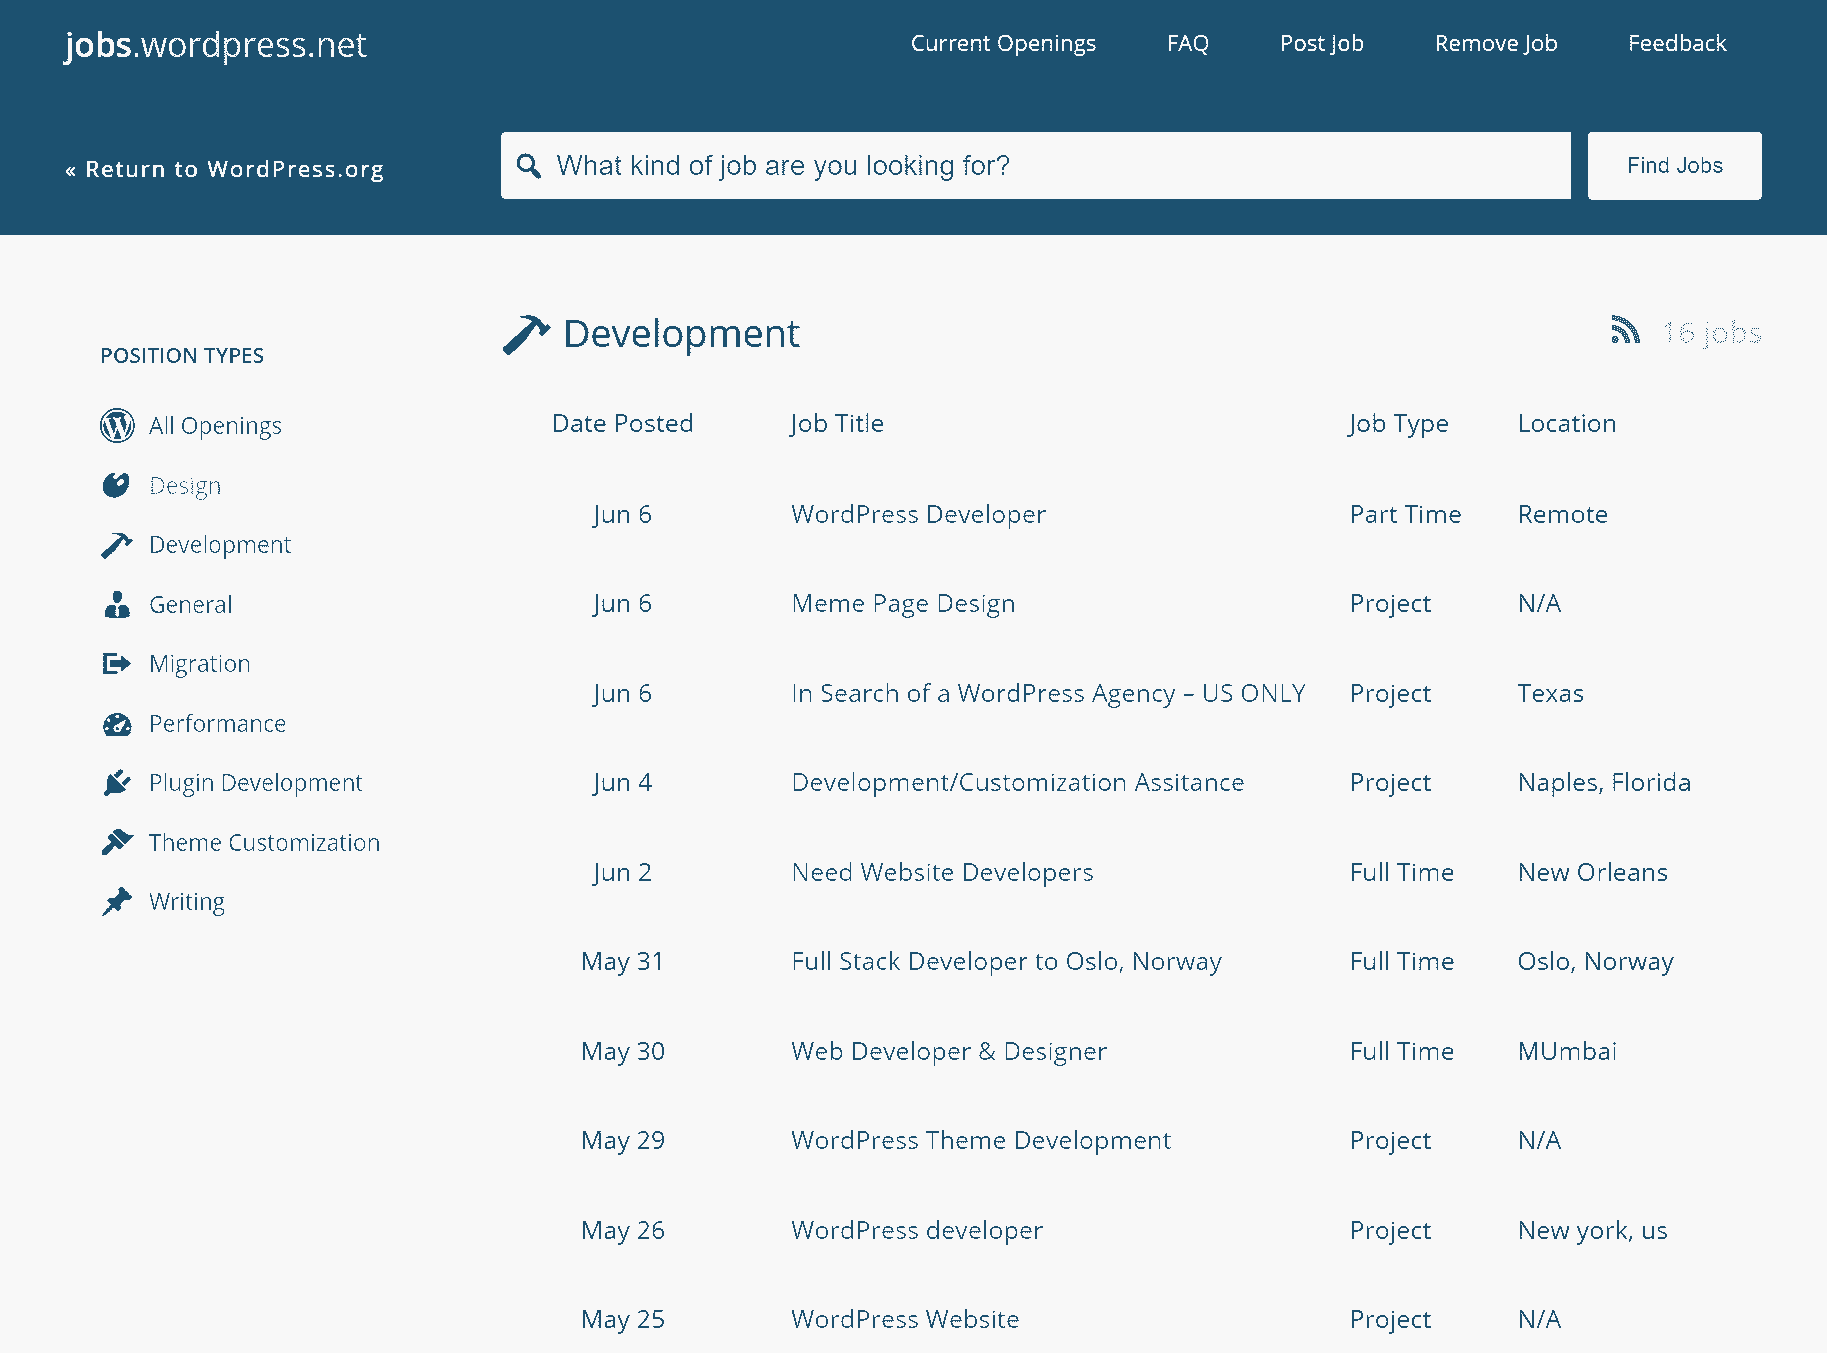 jobs.wordpress.net
Current Openings FAQ Post Job Remove Job Feedback
« Return to WordPress.org
What kind of job are you looking for?
Find Jobs
POSITION TYPES
All Openings
Design
Development
General
Migration
Performance
Plugin Development
Theme Customization
Writing
Development
16 jobs
Date Posted Job Title Job Type Location
Jun 6 WordPress Developer Part Time Remote
Jun 6 Meme Page Design Project N/A
Jun 6 In Search of a WordPress Agency – US ONLY Project Texas
Jun 4 Development/Customization Assitance Project Naples, Florida
Jun 2 Need Website Developers Full Time New Orleans
May 31 Full Stack Developer to Oslo, Norway Full Time Oslo, Norway
May 30 Web Developer & Designer Full Time MUmbai
May 29 WordPress Theme Development Project N/A
May 26 WordPress developer Project New york, us
May 25 WordPress Website Project N/A